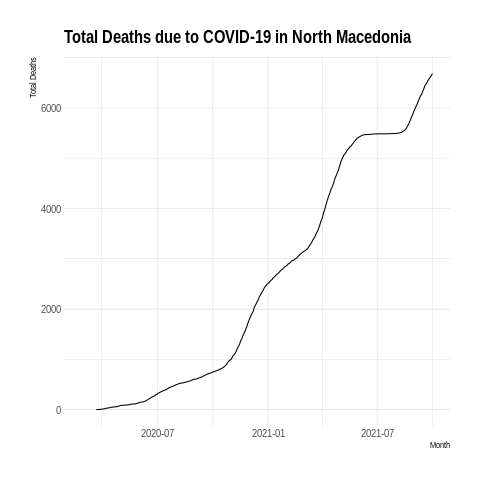 Total Deaths due to COVID-19 in North Macedonia
Total Deaths
6000
4000
2000
0
2020-07 2021-01 2021-07
Month